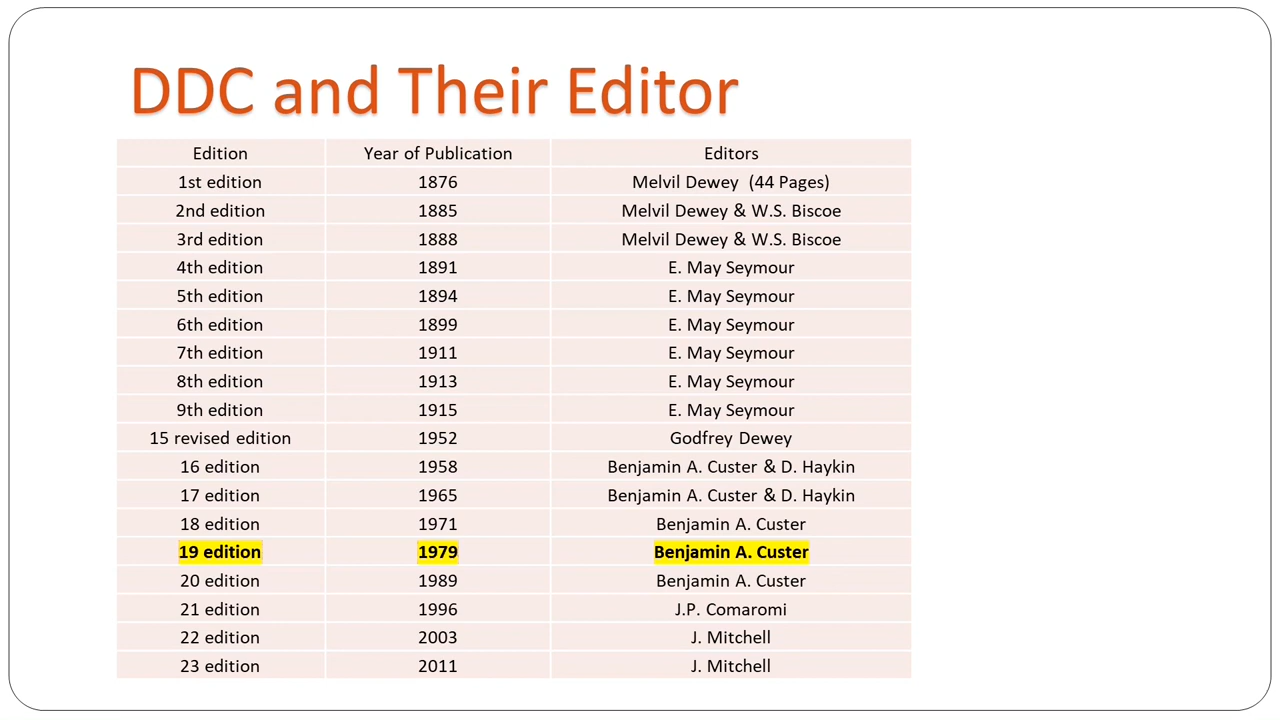 DDC and Their Editor
Edition Year of Publication Editors
1st edition 1876 Melvil Dewey (44 Pages)
2nd edition 1885 Melvil Dewey & W.S. Biscoe
3rd edition 1888 Melvil Dewey & W.S. Biscoe
4th edition 1891 E. May Seymour
5th edition 1894 E. May Seymour
6th edition 1899 E. May Seymour
7th edition 1911 E. May Seymour
8th edition 1913 E. May Seymour
9th edition 1915 E. May Seymour
15 revised edition 1952 Godfrey Dewey
16 edition 1958 Benjamin A. Custer & D. Haykin
17 edition 1965 Benjamin A. Custer & D. Haykin
18 edition 1971 Benjamin A. Custer
19 edition 1979 Benjamin A. Custer
20 edition 1989 Benjamin A. Custer
21 edition 1996 J.P. Comaromi
22 edition 2003 J. Mitchell
23 edition 2011 J. Mitchell